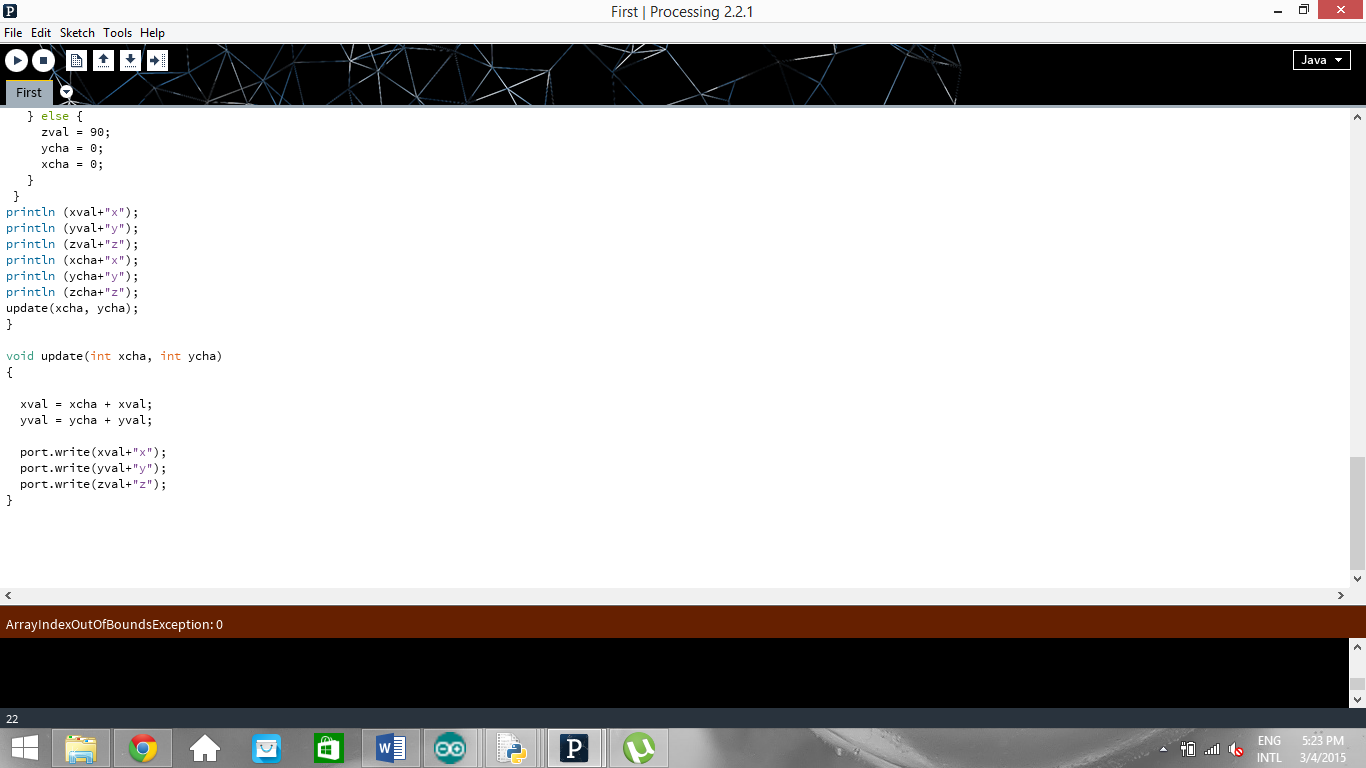 First | Processing 2.2.1
File Edit Sketch Tools Help
Java
First
} else {
zval = 90;
ycha = 0;
xcha = 0;
}
}
println (xval+"x");
println (yval+"y");
println (zval+"z");
println (xcha+"x");
println (ycha+"y");
println (zcha+"z");
update(xcha, ycha);
}
void update(int xcha, int ycha)
{
xval = xcha + xval;
yval = ycha + yval;
port.write(xval+"x");
port.write(yval+"y");
port.write(zval+"z");
}
ArrayIndexOutOfBoundsException: 0
22
ENG 5:23 PM
INTL 3/4/2015